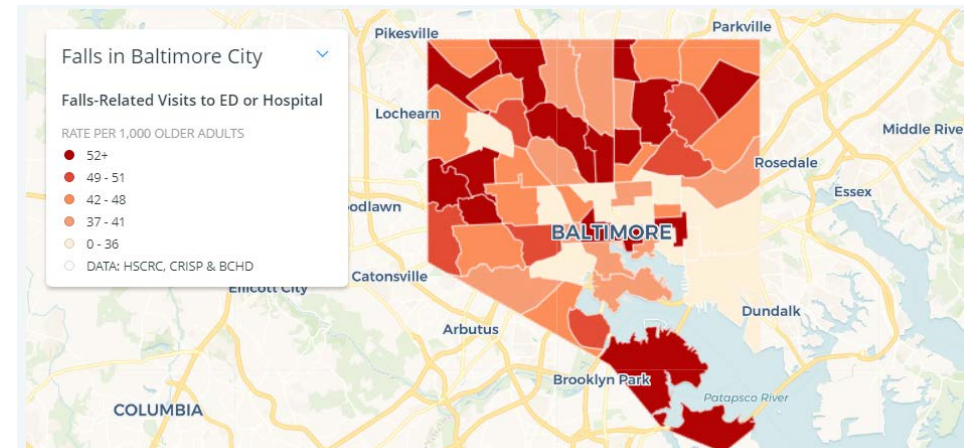 Falls in Baltimore City
Falls-Related Visits to ED or Hospital
RATE PER 1,000 OLDER ADULTS
52+
49 - 51
42 - 48
37 - 41
0 - 36
DATA: HSCRC, CRISP & BCHD
Pikesville
Parkville
Lochearn
Middle Rive
Rosedale
Essex
oodlawn
BALTIMORE
Catonsville
Ellicott City
Dundalk
Arbutus
Brooklyn Park
Patapsco River
COLUMBIA